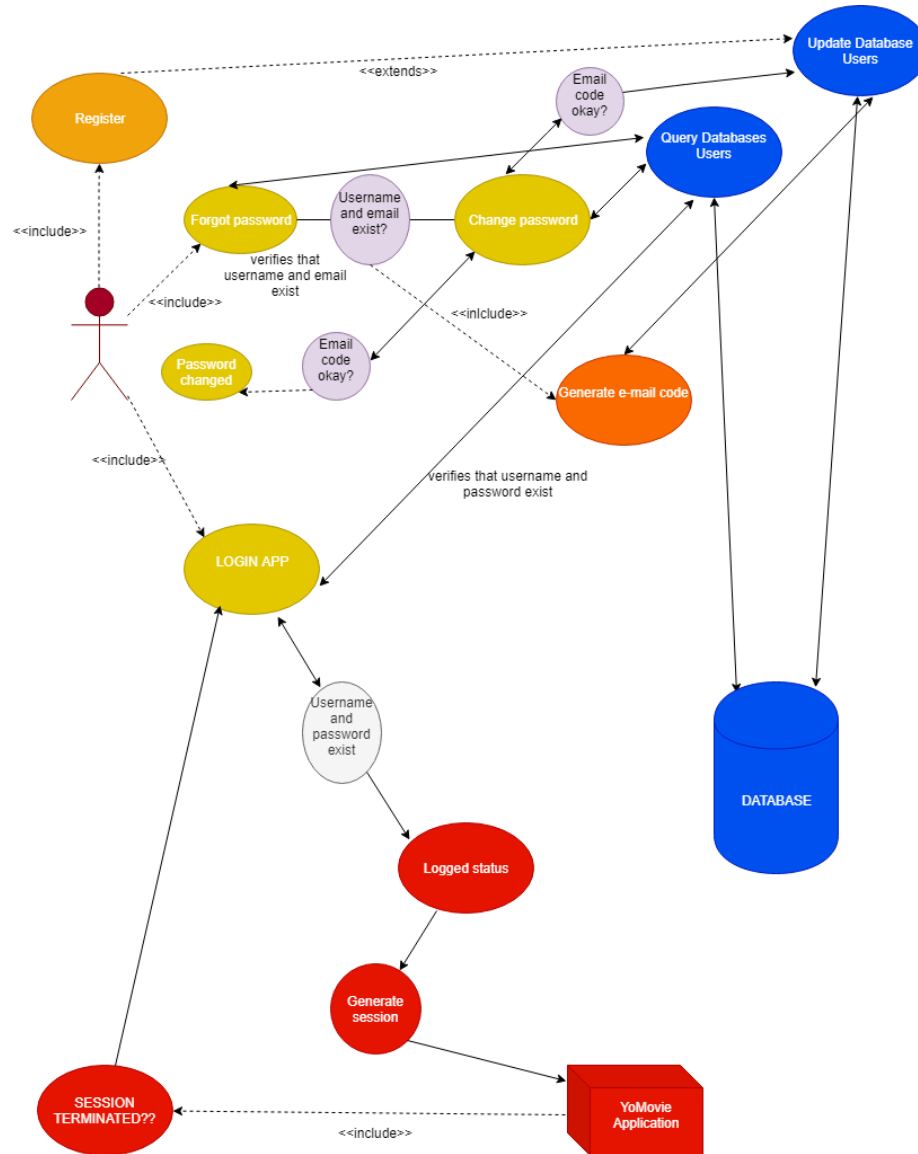 Update Database
Users
<<extends>>
Email
code
okay?
Register
Query Databases
Users
Username
and email
exist?
Forgot password
Change password
<<include>>
verifies that
username and email
exist
<<include>>
<<inlclude>>
Email
code
okay?
Password
changed
Generate e-mail code
<<include>>
verifies that username and
password exist
LOGIN APP
Username
and
password
exist
DATABASE
Logged status
Generate
session
SESSION
TERMINATED??
YoMovie
Application
<<include>>